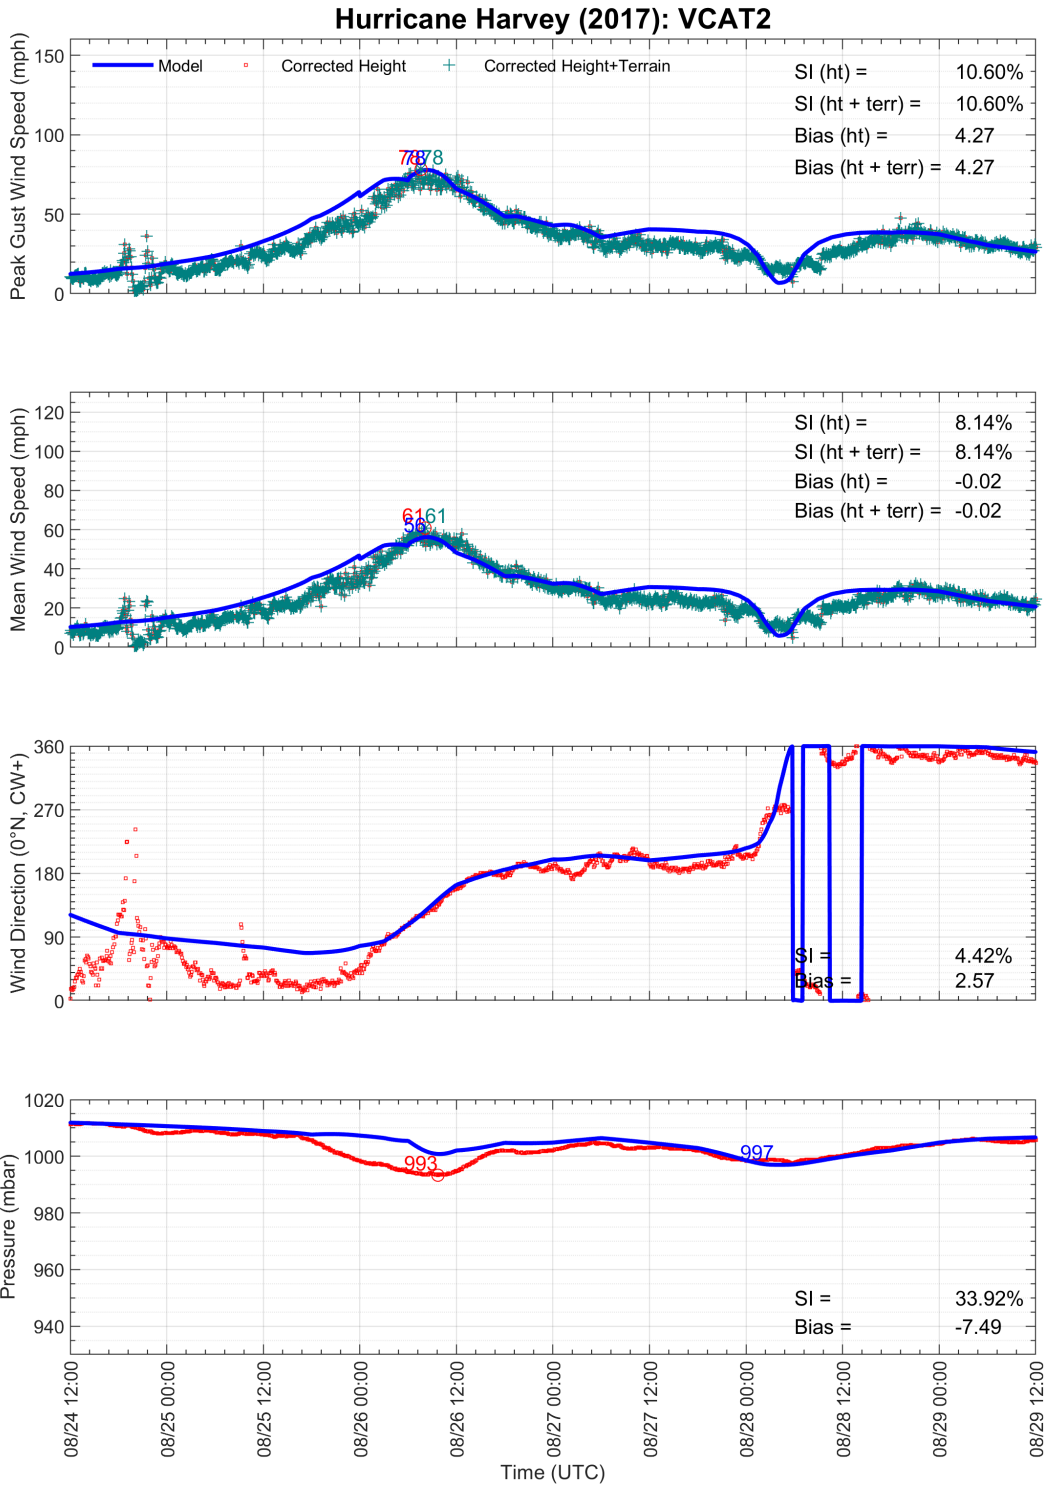 Hurricane Harvey (2017): VCAT2
Peak Gust Wind Speed (mph)
150
100
50
0
Model
Corrected Height
Corrected Height+Terrain
SI (ht) = 10.60%
SI (ht + terr) = 10.60%
Bias (ht) = 4.27
Bias (ht + terr) = 4.27
78
78
78
Mean Wind Speed (mph)
120
100
80
60
40
20
0
SI (ht) = 8.14%
SI (ht + terr) = 8.14%
Bias (ht) = -0.02
Bias (ht + terr) = -0.02
61
56
61
Wind Direction (0°N, CW+)
360
270
180
90
0
SI = 4.42%
Bias = 2.57
Pressure (mbar)
1020
1000
980
960
940
993
997
SI = 33.92%
Bias = -7.49
08/24 12:00
08/25 00:00
08/25 12:00
08/26 00:00
08/26 12:00
08/27 00:00
08/27 12:00
08/28 00:00
08/28 12:00
08/29 00:00
08/29 12:00
Time (UTC)